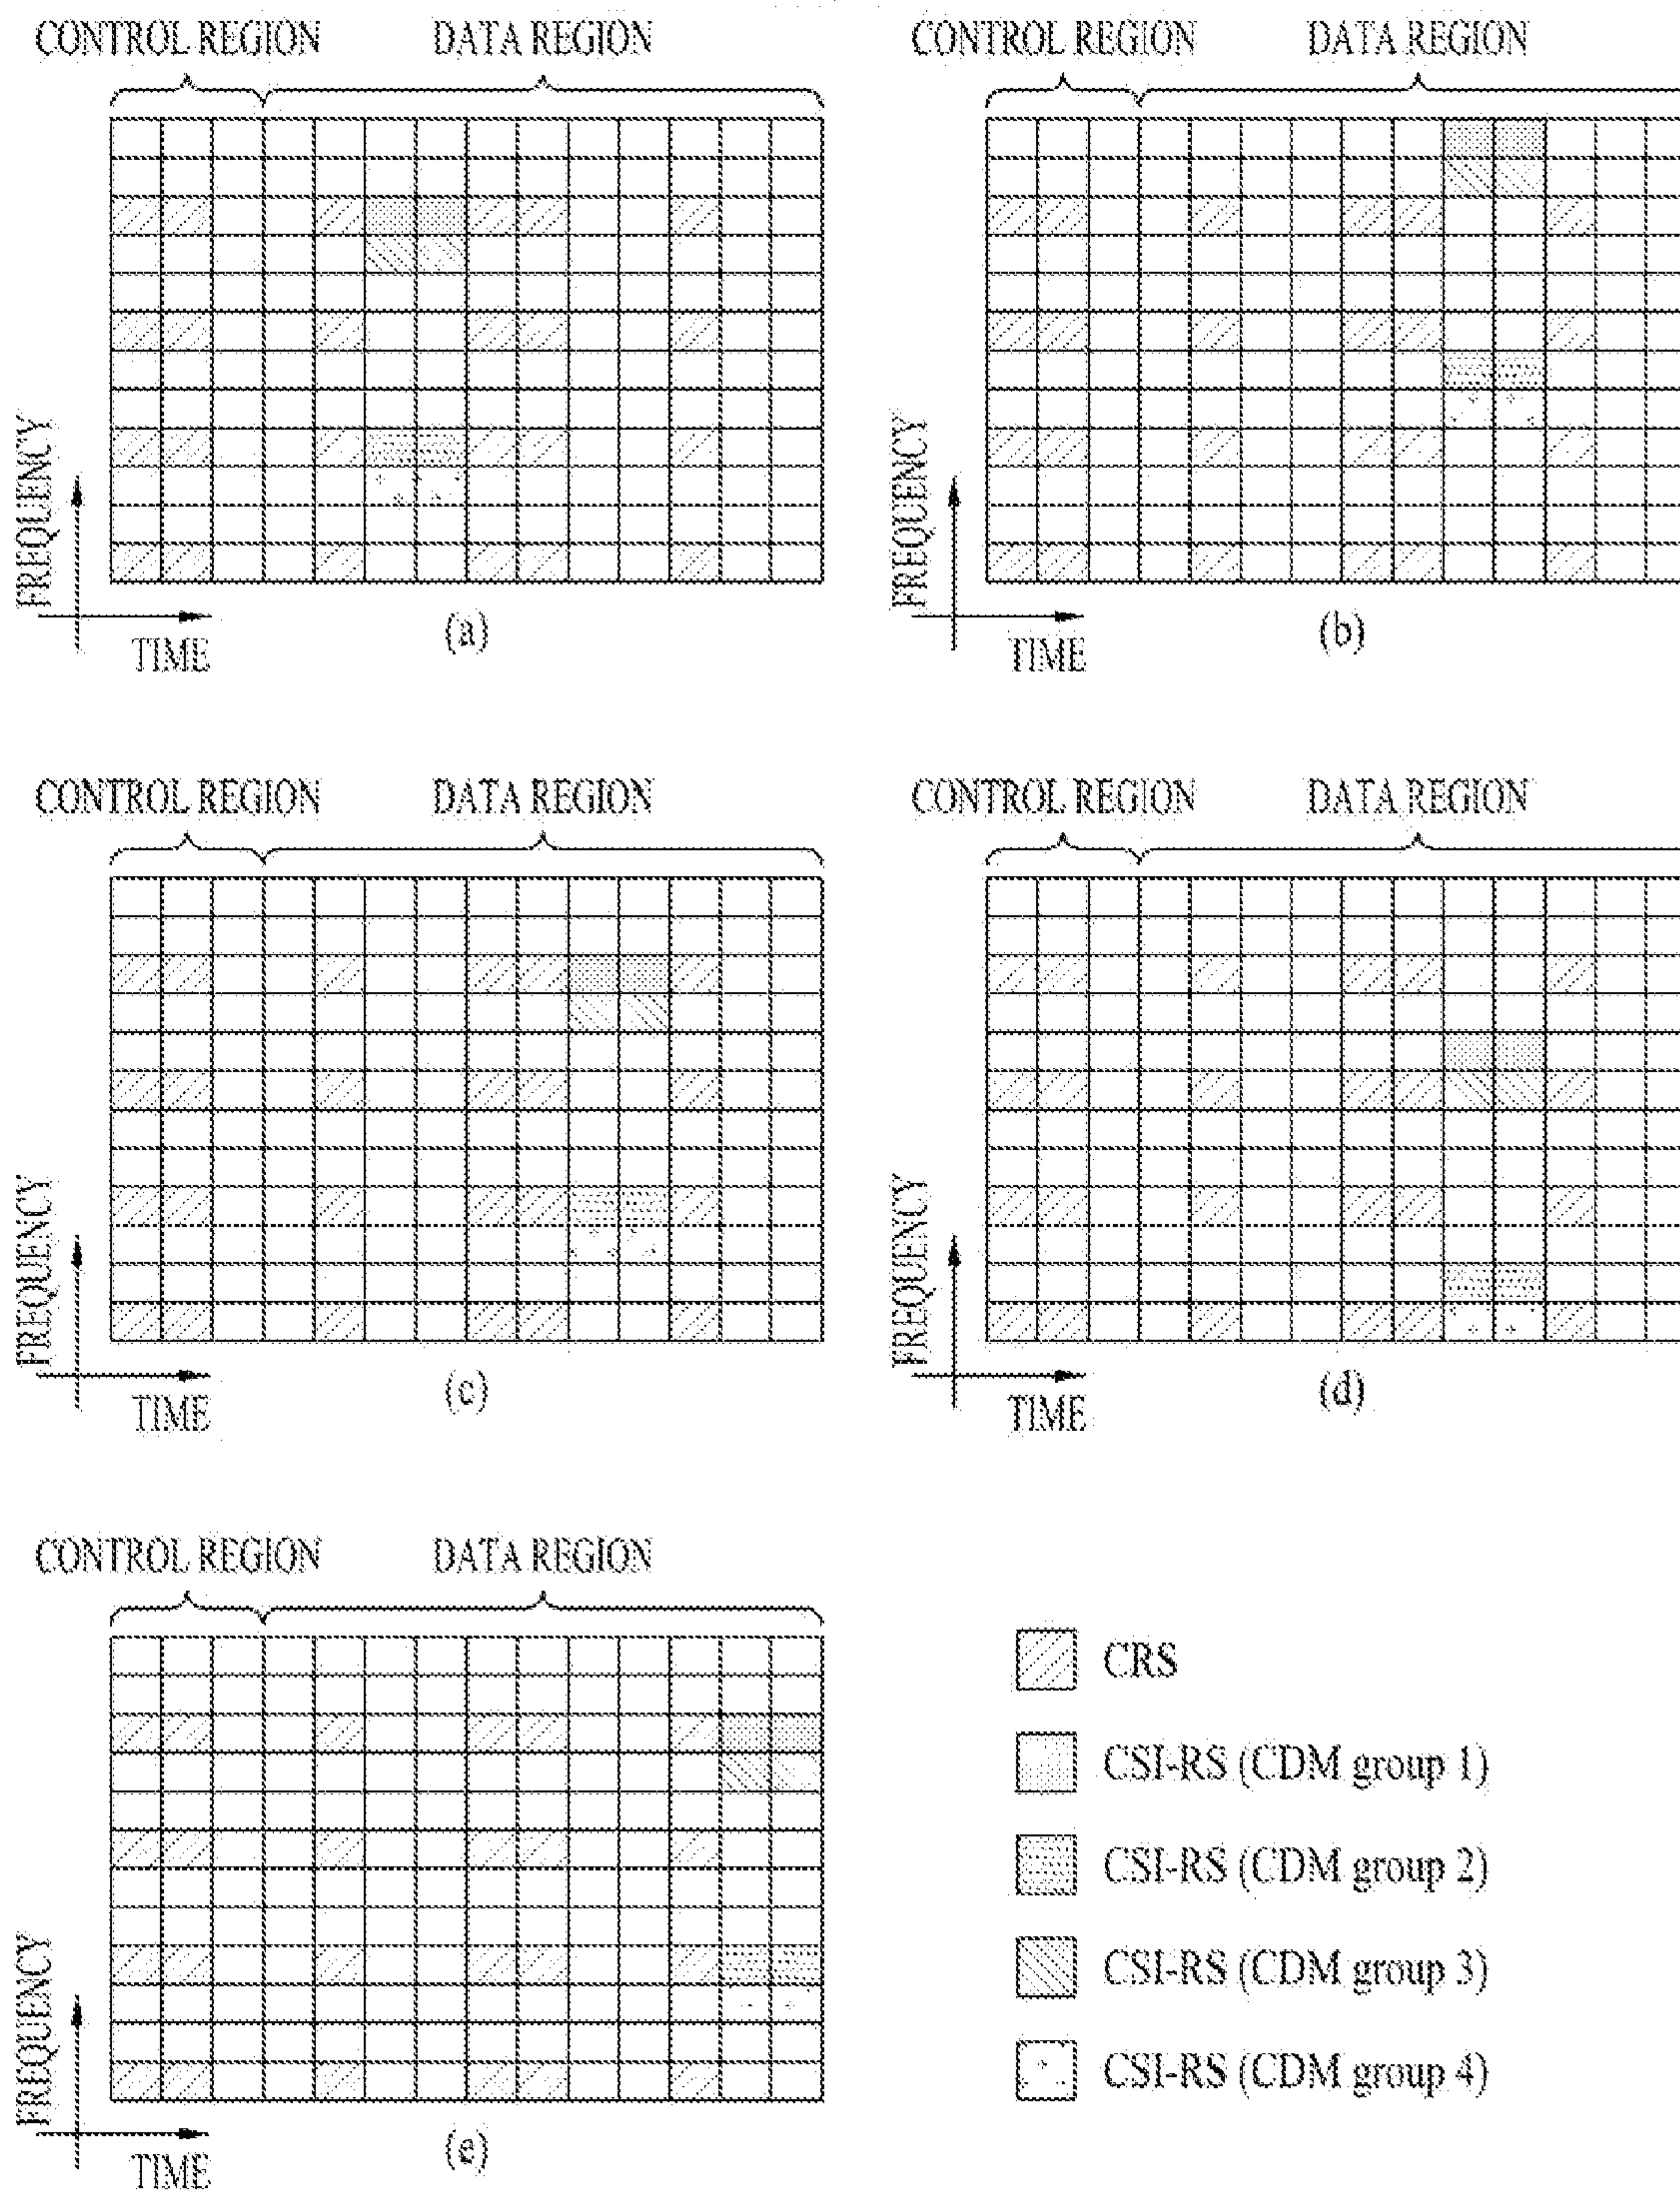 CONTROL REGION DATA REGION
FREQUENCY
TIME
(a)
CONTROL REGION DATA REGION
FREQUENCY
TIME
(b)
CONTROL REGION DATA REGION
FREQUENCY
TIME
(c)
CONTROL REGION DATA REGION
FREQUENCY
TIME
(d)
CONTROL REGION DATA REGION
FREQUENCY
TIME
(e)
CRS
CSI-RS (CDM group 1)
CSI-RS (CDM group 2)
CSI-RS (CDM group 3)
CSI-RS (CDM group 4)